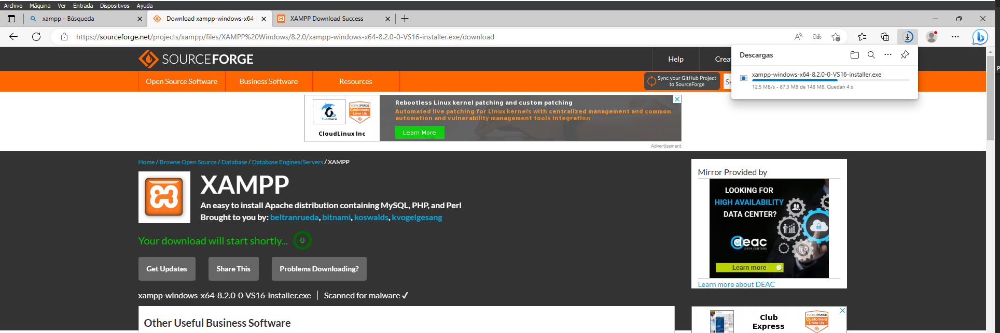 Archivo Máquina Ver Entrada Dispositivos Ayuda
xampp - Búsqueda
Download xampp-windows-x64-
XAMPP Download Success
https://sourceforge.net/projects/xampp/files/XAMPP%20Windows/8.2.0/xampp-windows-x64-8.2.0-0-VS16-installer.exe/download
SOURCEFORGE
Help
Crea
Descargas
xampp-windows-x64-8.2.0-0-VS16-installer.exe
12,5 MB/s - 87,3 MB de 148 MB, Quedan 4 s
Open Source Software
Business Software
Resources
Sync your GitHub Project
to SourceForge
Se
TuxCare
SOURCEFORGE
Customers
Love Us
CloudLinux Inc
Rebootless Linux kernel patching and custom patching
Automated live patching for Linux kernels with centralized management and common
automation and vulnerability management tools integration
Learn More
Advertisement
Home / Browse Open Source / Database / Database Engines/Servers / XAMPP
XAMPP
An easy to install Apache distribution containing MySQL, PHP, and Perl
Brought to you by: beltranrueda, bitnami, koswalds, kvogelgesang
Your download will start shortly... 0
Get Updates
Share This
Problems Downloading?
xampp-windows-x64-8.2.0-0-VS16-installer.exe
Scanned for malware ✓
Other Useful Business Software
Mirror Provided by
LOOKING FOR
HIGH AVAILABILITY
DATA CENTER?
deac
DATA CENTERS
Learn more
Learn more about DEAC
Club
Express
SOURCEFORGE
Customers
Love Us
P